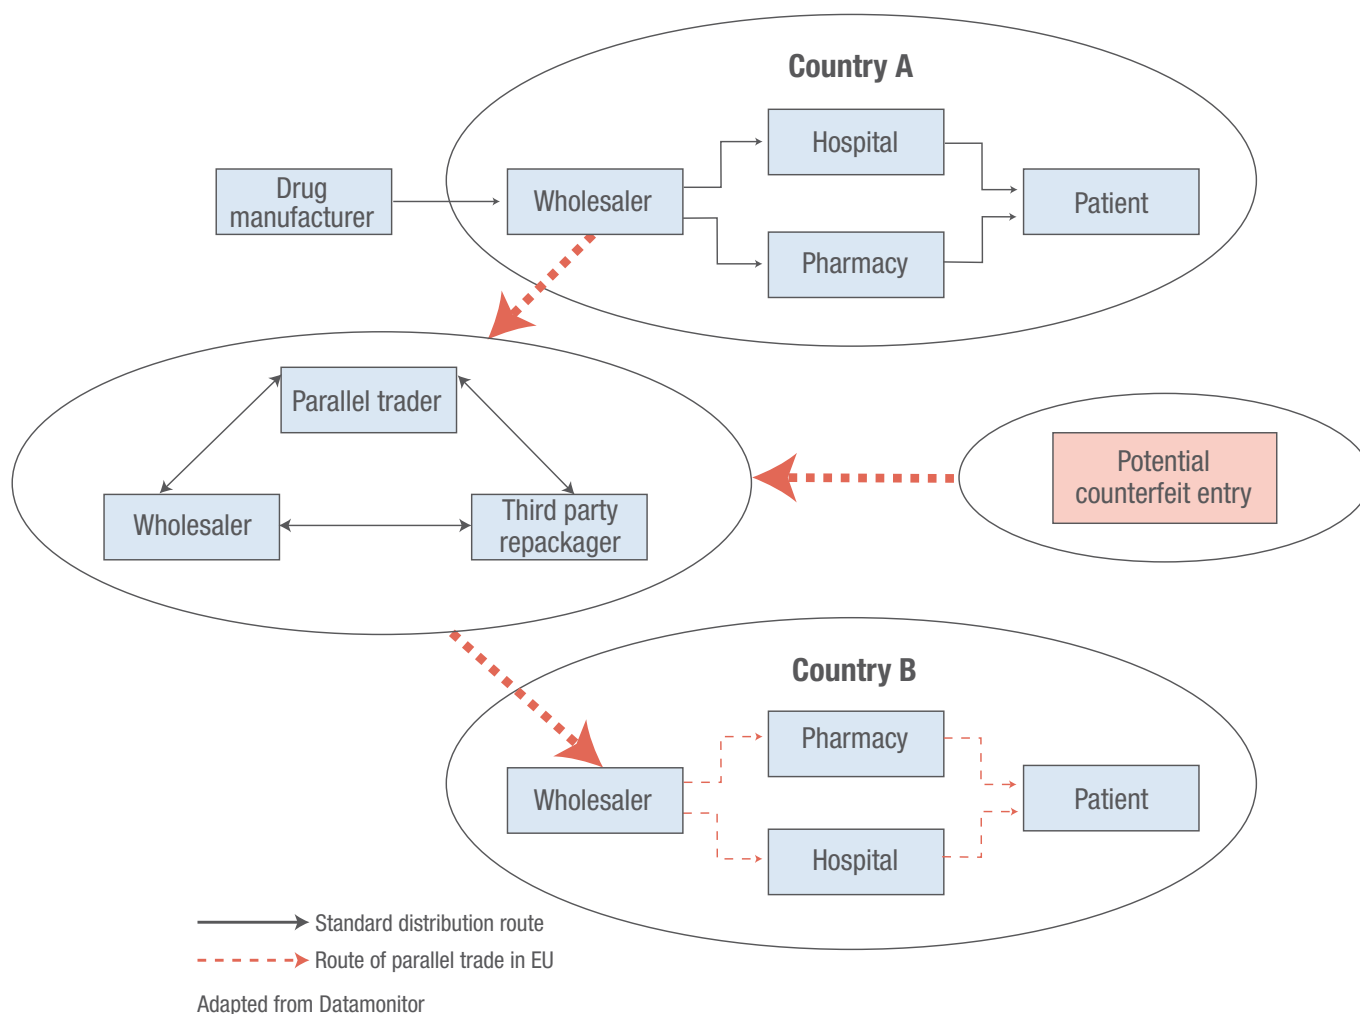 Country A
Drug
manufacturer
Wholesaler
Hospital
Pharmacy
Patient
Parallel trader
Wholesaler
Third party
repackager
Potential
counterfeit entry
Country B
Wholesaler
Pharmacy
Hospital
Patient
Standard distribution route
Route of parallel trade in EU
Adapted from Datamonitor